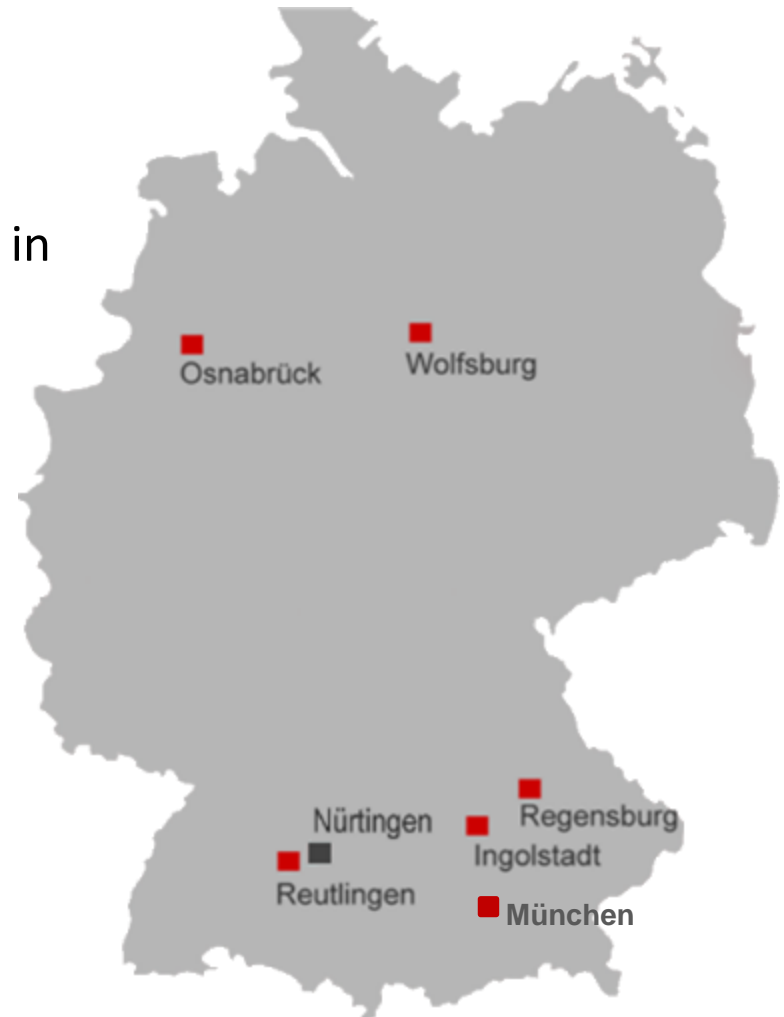 in
Osnabrück
Wolfsburg
Regensburg
Nürtingen
Ingolstadt
Reutlingen
München